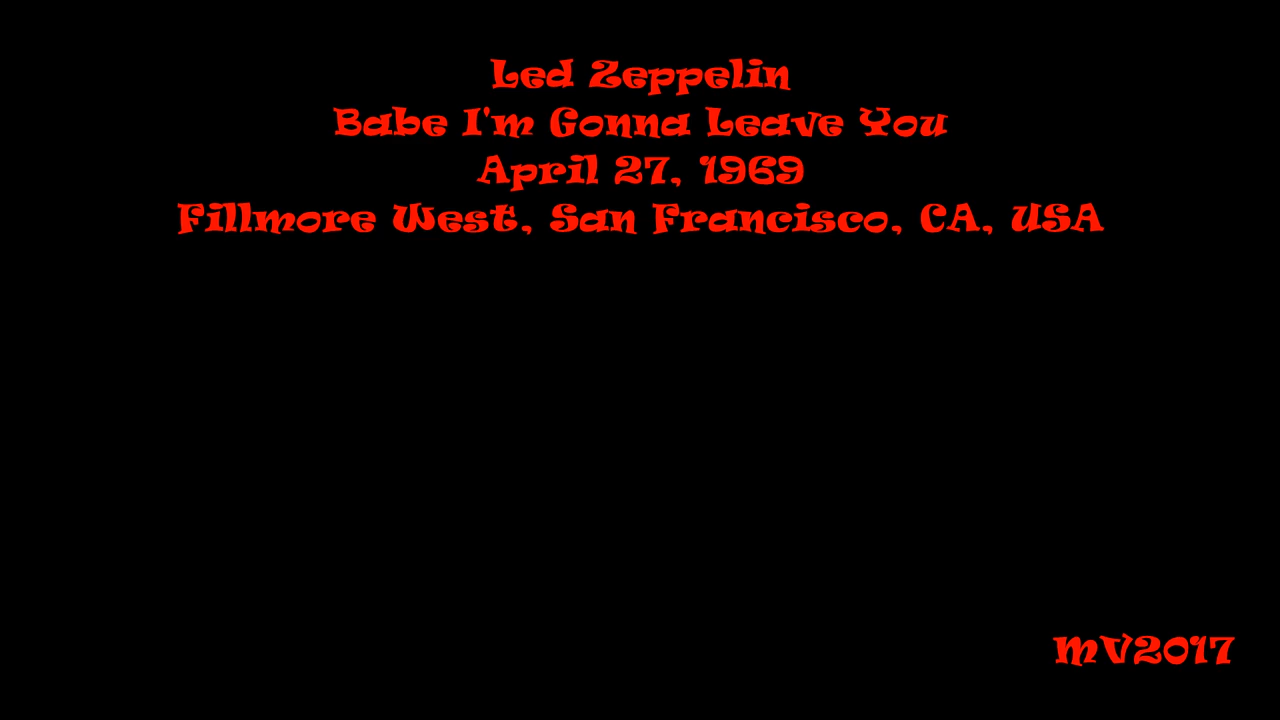 Led Zeppelin
Babe I'm Gonna Leave You
April 27, 1969
Fillmore West, San Francisco, CA, USA
MV2017